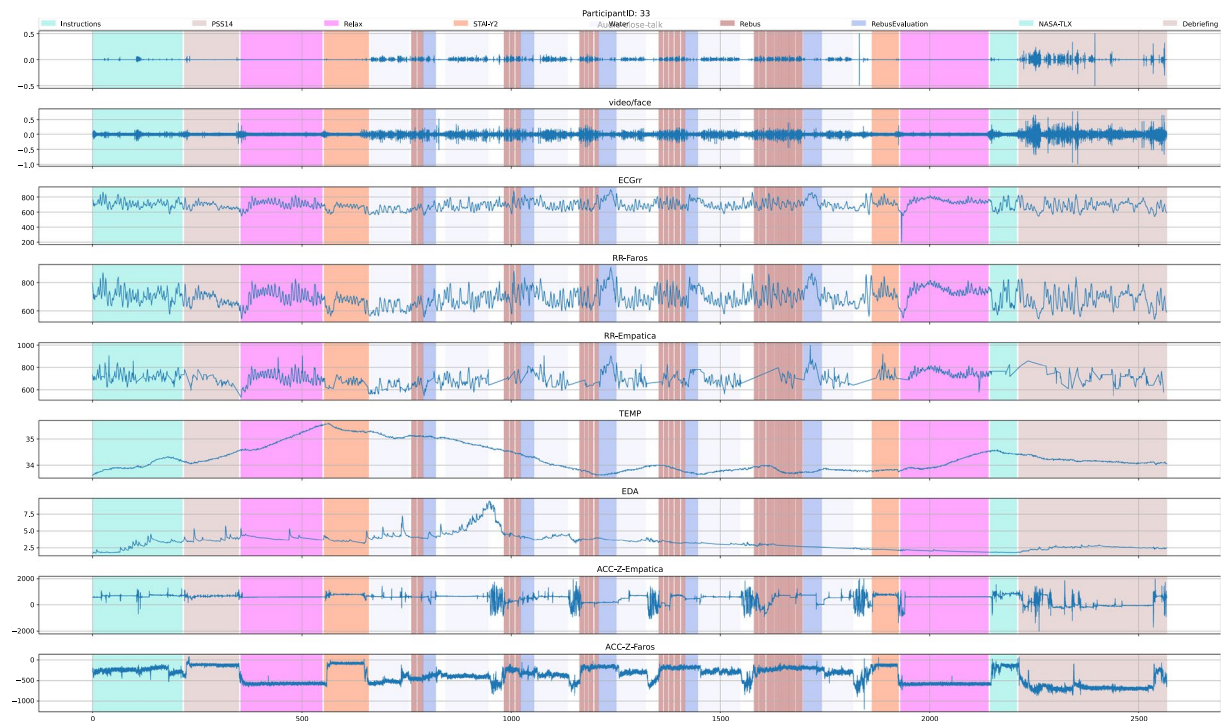 ParticipantID: 33
Audio/close-talk
Instructions PSS14 Relax STAI-Y2 Water Rebus RebusEvaluation NASA-TLX Debriefing
0.5
0.0
−0.5
video/face
0.5
0.0
−0.5
−1.0
ECGrr
800
600
400
200
RR-Faros
800
600
RR-Empatica
1000
800
600
TEMP
35
34
EDA
7.5
5.0
2.5
ACC-Z-Empatica
2000
0
−2000
ACC-Z-Faros
0
−500
−1000
0 500 1000 1500 2000 2500